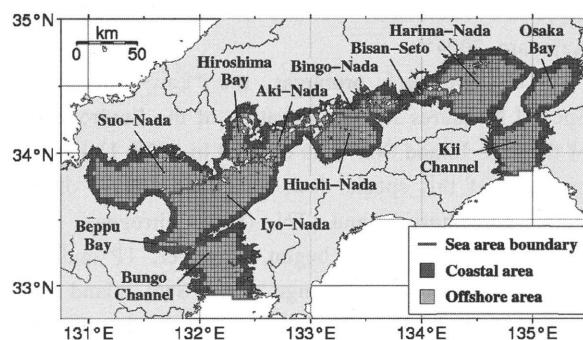 km
0 50
Harima−Nada
Osaka
Bay
Bisan−Seto
Hiroshima
Bay
Bingo−Nada
Aki−Nada
Suo−Nada
Kii
Channel
Hiuchi−Nada
Beppu
Bay
Iyo−Nada
Bungo
Channel
Sea area boundary
Coastal area
Offshore area
35°N
34°N
33°N
131°E 132°E 133°E 134°E 135°E